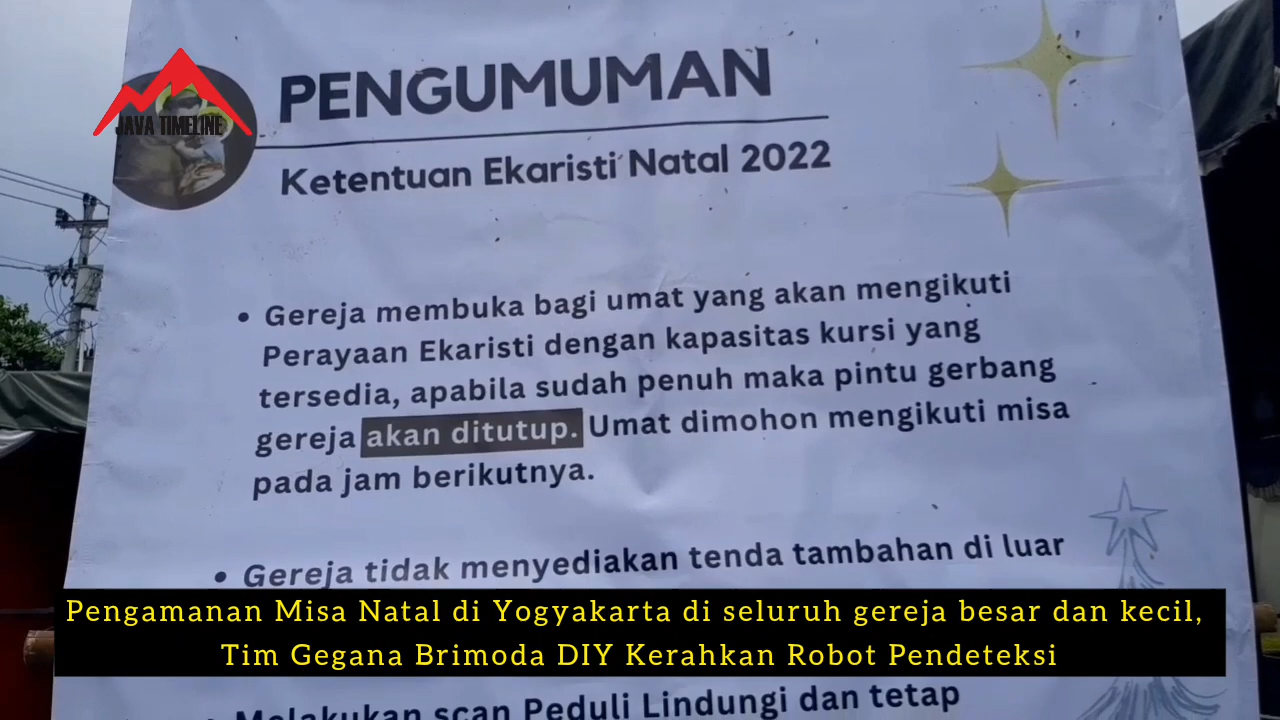 JAVA TIMELINE
PENGUMUMAN
Ketentuan Ekaristi Natal 2022
• Gereja membuka bagi umat yang akan mengikuti
Perayaan Ekaristi dengan kapasitas kursi yang
tersedia, apabila sudah penuh maka pintu gerbang
gereja akan ditutup. Umat dimohon mengikuti misa
pada jam berikutnya.
• Gereja tidak menyediakan tenda tambahan di luar
Pengamanan Misa Natal di Yogyakarta di seluruh gereja besar dan kecil,
Tim Gegana Brimoda DIY Kerahkan Robot Pendeteksi
• Melakukan scan Peduli Lindungi dan tetap